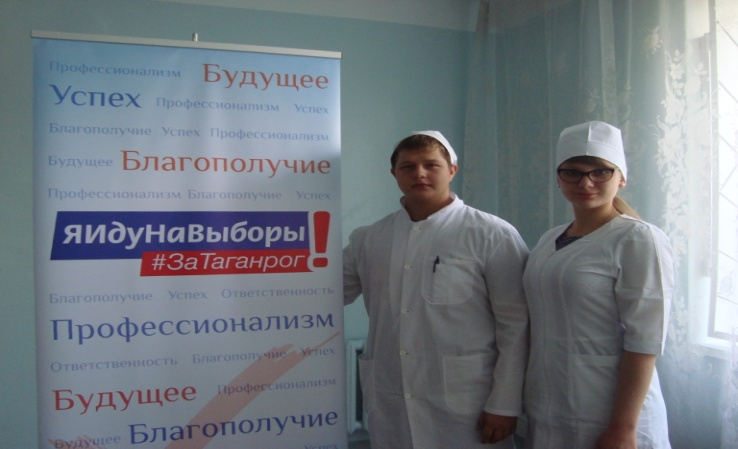 Профессионализм Будущее
Успех Профессионализм Успех
Благополучие Успех Профессионализм
Будущее Благополучие
Профессионализм Благополучие Успех
яИдуНаВыборы!
#ЗаТаганрог
Благополучие Успех Ответственность
Профессионализм
Ответственность Благополучие Успех
Будущее Профессионализм
Будущее Благополучие
Успех